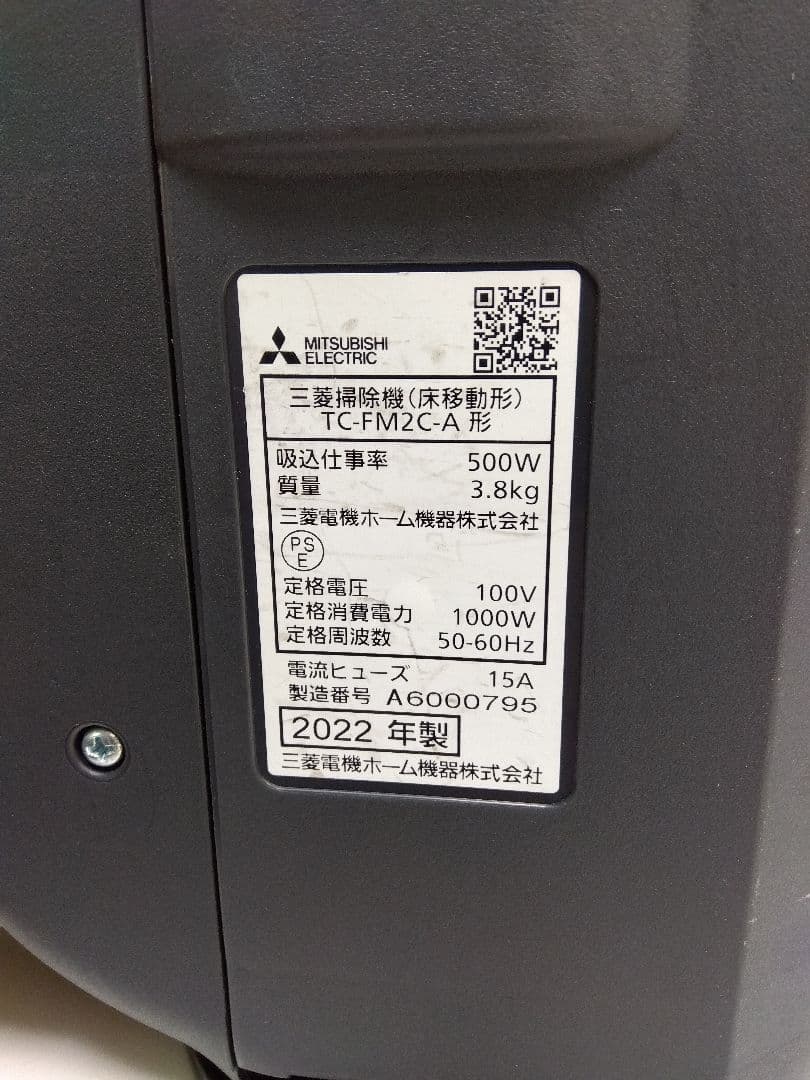 MITSUBISHI
ELECTRIC
三菱掃除機(床移動形)
TC-FM2C-A 形
吸込仕事率 500W
質量 3.8kg
三菱電機ホーム機器株式会社
PS
E
定格電圧 100V
定格消費電力 1000W
定格周波数 50-60Hz
電流ヒューズ 15A
製造番号 A6000795
2022 年製
三菱電機ホーム機器株式会社